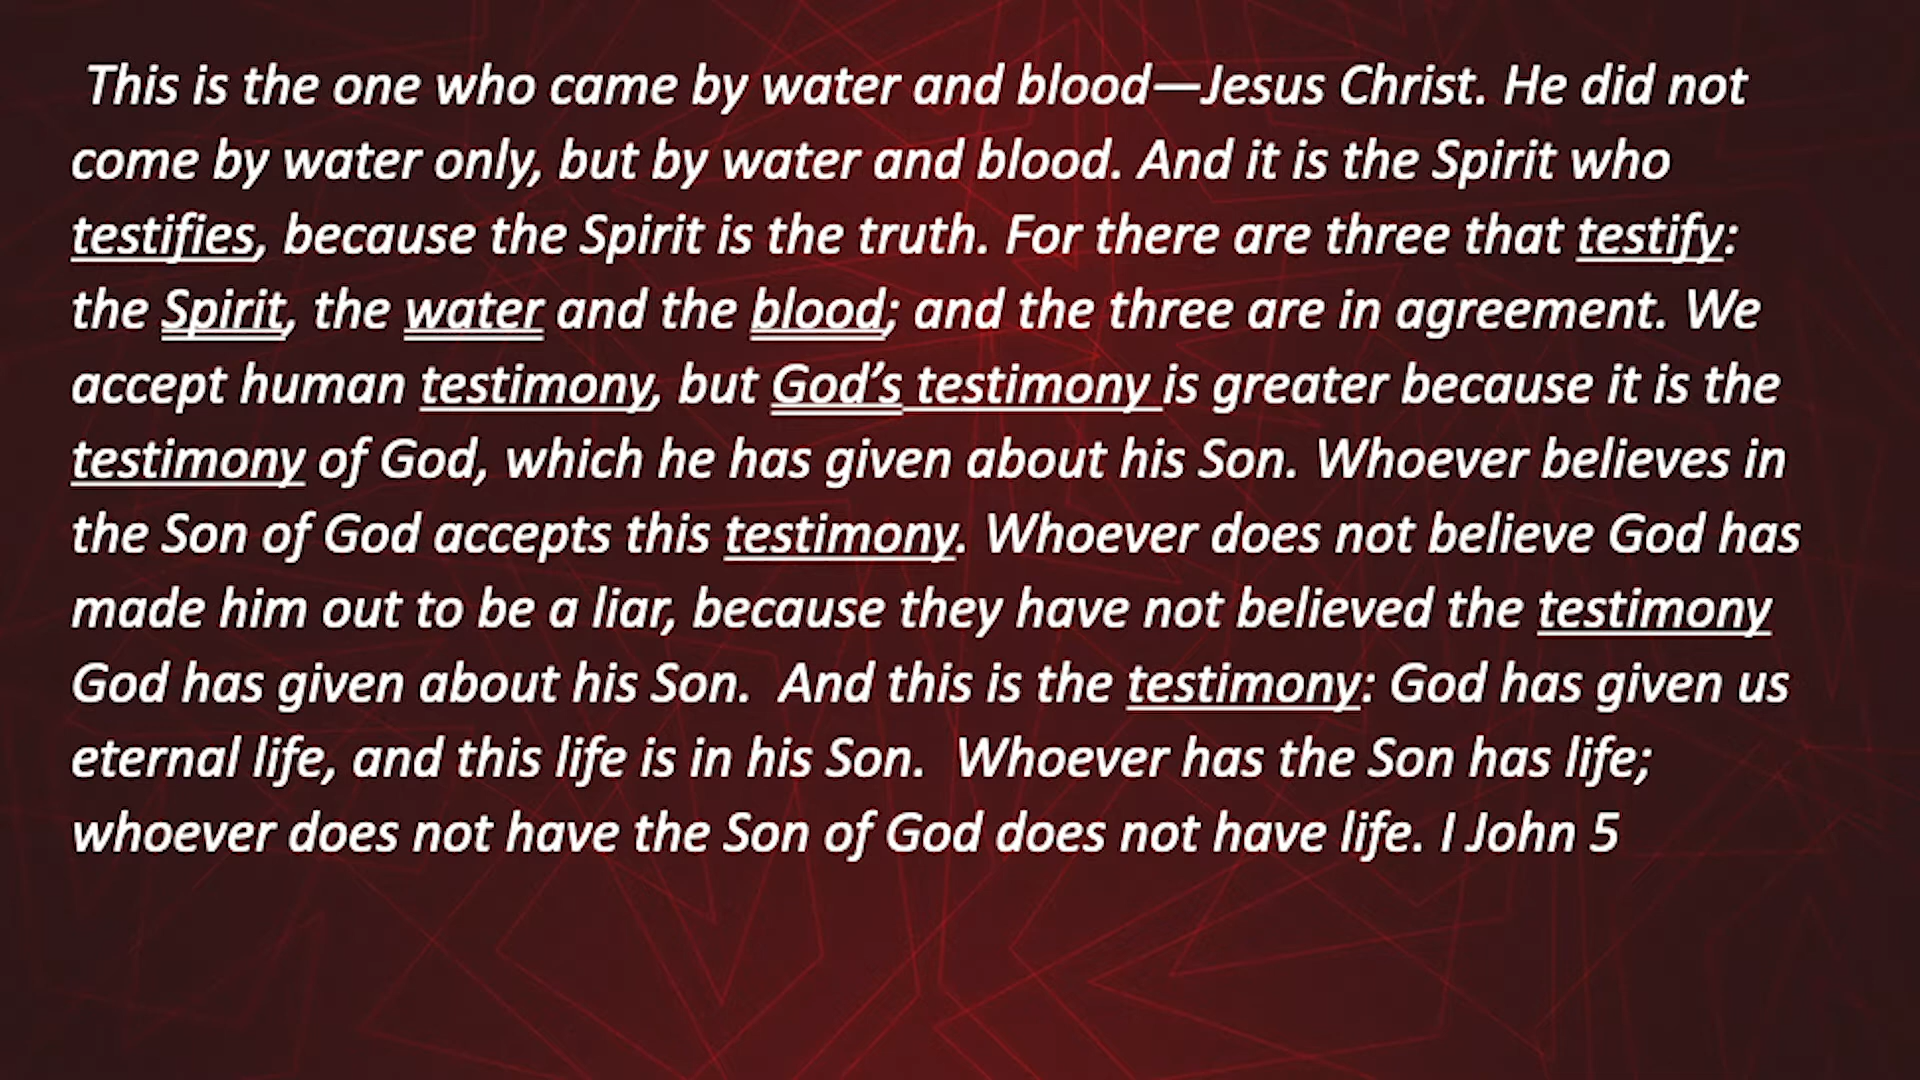 This is the one who came by water and blood—Jesus Christ. He did not
come by water only, but by water and blood. And it is the Spirit who
testifies, because the Spirit is the truth. For there are three that testify:
the Spirit, the water and the blood; and the three are in agreement. We
accept human testimony, but God’s testimony is greater because it is the
testimony of God, which he has given about his Son. Whoever believes in
the Son of God accepts this testimony. Whoever does not believe God has
made him out to be a liar, because they have not believed the testimony
God has given about his Son.  And this is the testimony: God has given us
eternal life, and this life is in his Son.  Whoever has the Son has life;
whoever does not have the Son of God does not have life. I John 5